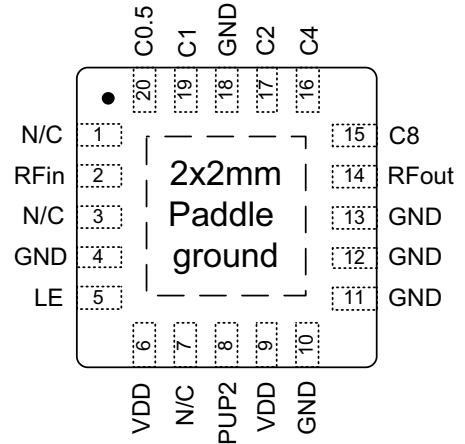 C0.5 C1 GND C2 C4
20 19 18 17 16
N/C 1
RFin 2
N/C 3
GND 4
LE 5
2x2mm
Paddle
ground
15 C8
14 RFout
13 GND
12 GND
11 GND
6 7 8 9 10
VDD N/C PUP2 VDD GND